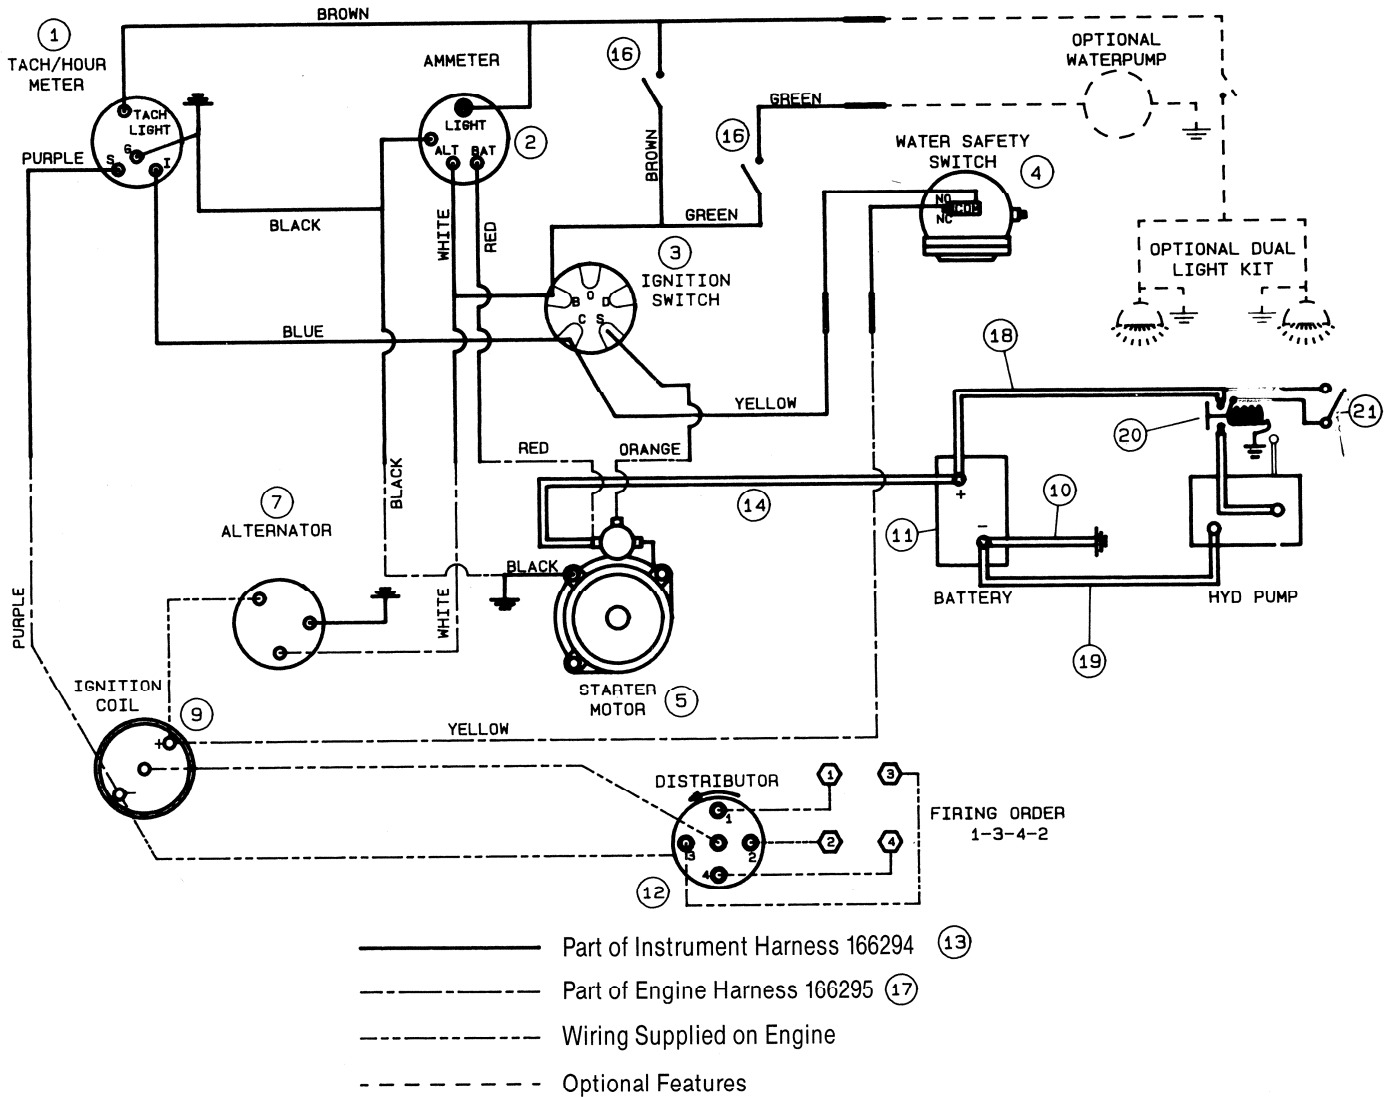 BROWN
1
TACH/HOUR
METER
TACH
LIGHT
G
S
I
PURPLE
AMMETER
LIGHT
ALT
BAT
2
16
BROWN
16
GREEN
OPTIONAL
WATERPUMP
WATER SAFETY
SWITCH
4
NO
NC
COM
BLACK
WHITE
RED
GREEN
3
IGNITION
SWITCH
B
O
D
C
S
OPTIONAL DUAL
LIGHT KIT
BLUE
YELLOW
18
20
21
RED
ORANGE
BLACK
14
+
-
10
11
7
ALTERNATOR
BLACK
WHITE
BATTERY
HYD PUMP
19
PURPLE
STARTER
MOTOR
5
IGNITION
COIL
9
+
-
YELLOW
DISTRIBUTOR
1
2
3
4
1
3
2
4
12
FIRING ORDER
1-3-4-2
Part of Instrument Harness 166294 13
Part of Engine Harness 166295 17
Wiring Supplied on Engine
Optional Features